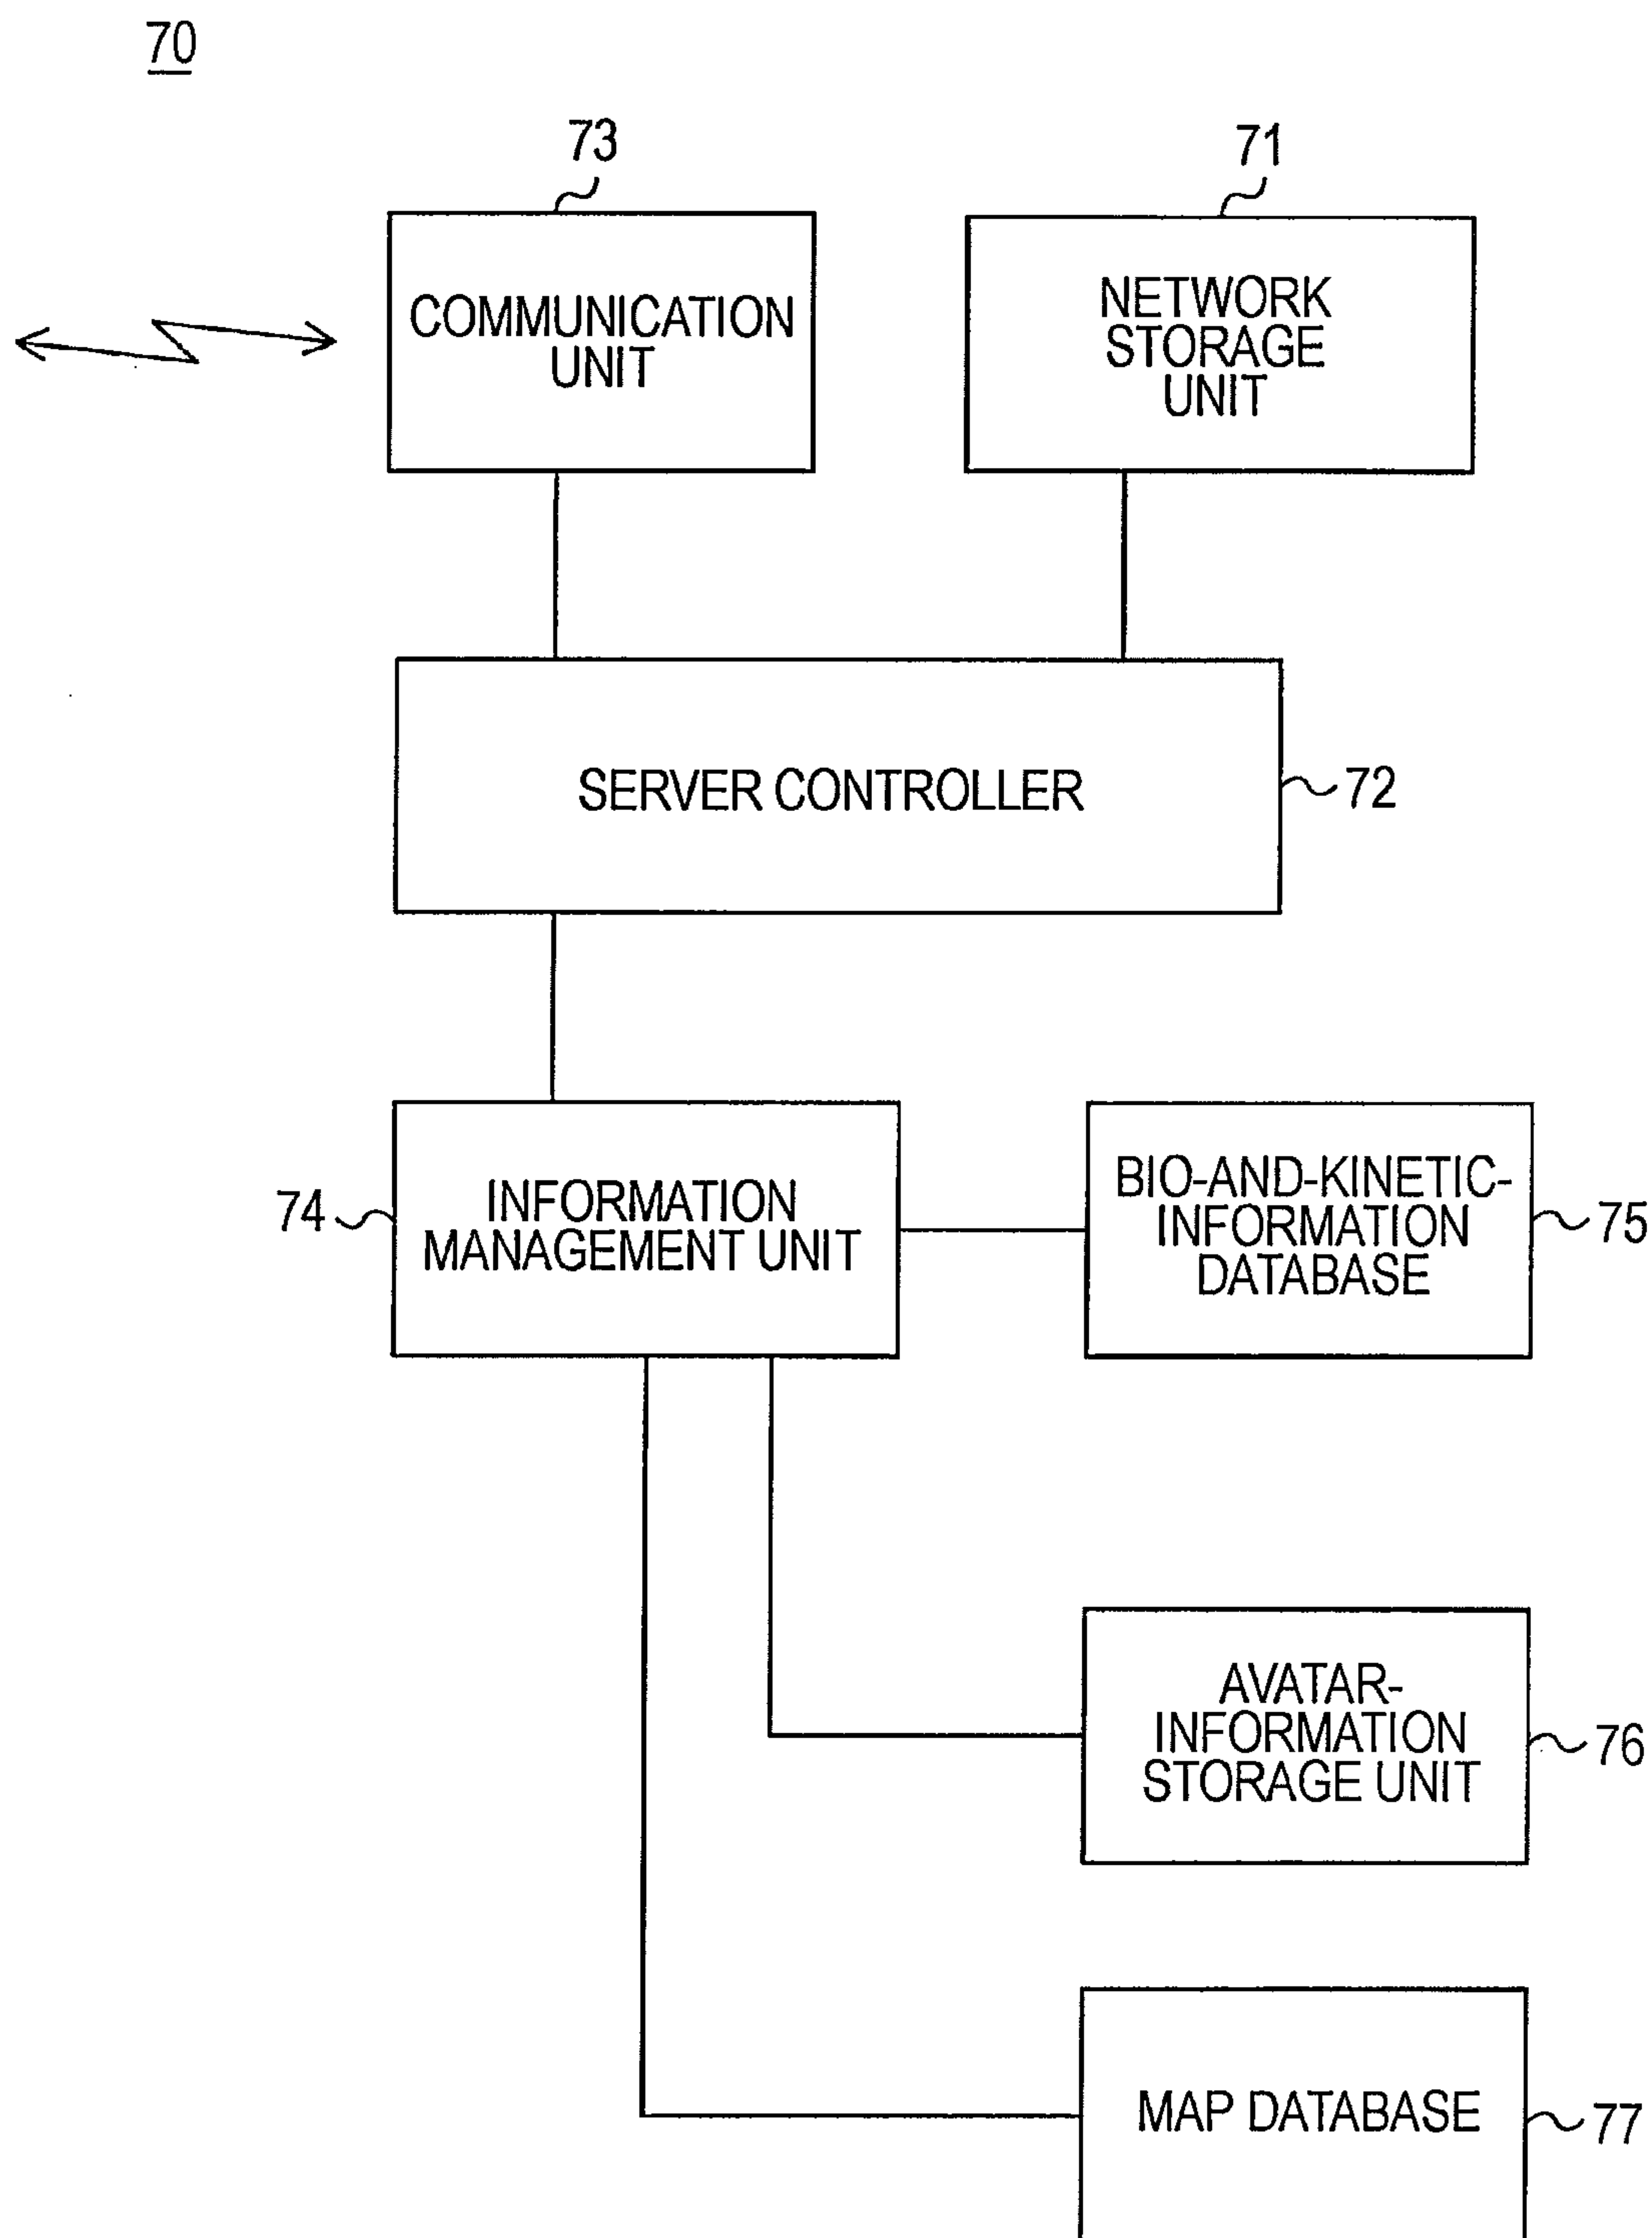 70
73
71
COMMUNICATION
UNIT
NETWORK
STORAGE
UNIT
SERVER CONTROLLER
72
74
INFORMATION
MANAGEMENT UNIT
BIO-AND-KINETIC-
INFORMATION
DATABASE
75
AVATAR-
INFORMATION
STORAGE UNIT
76
MAP DATABASE
77